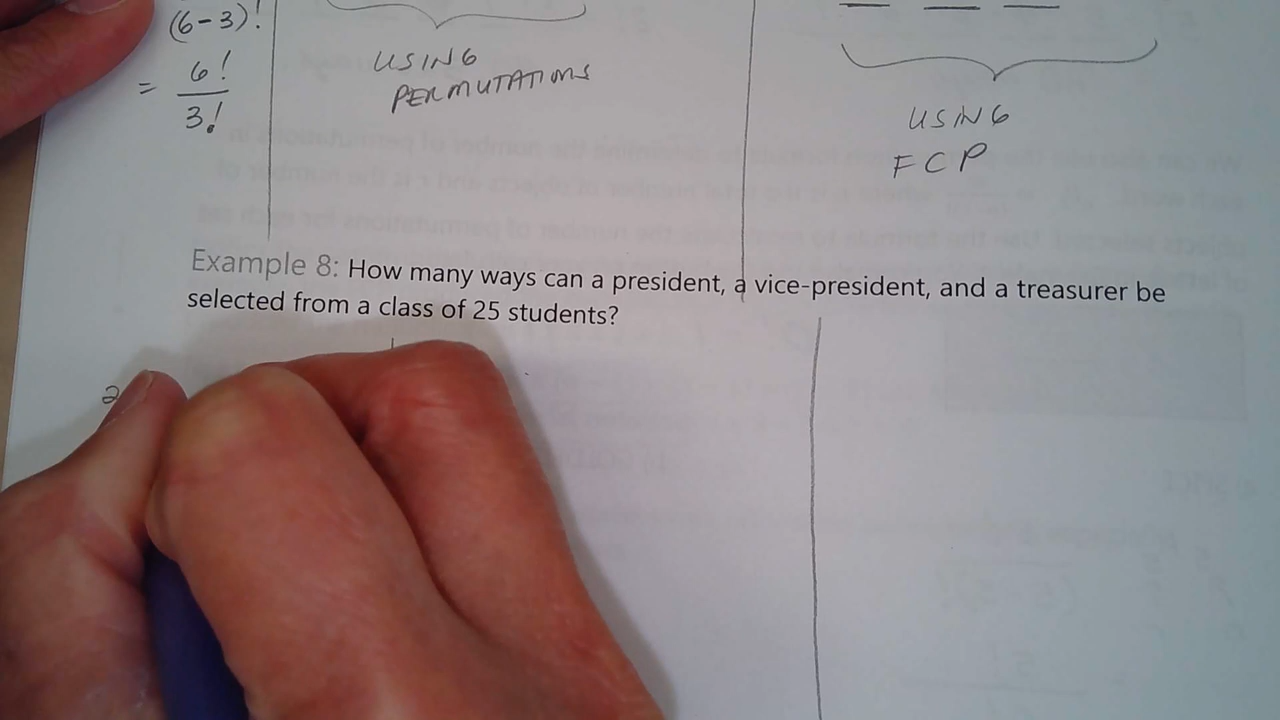 (6-3)!
= 6!
3!
USING
PERMUTATIONS
USING
FCP
Example 8: How many ways can a president, a vice-president, and a treasurer be
selected from a class of 25 students?
2